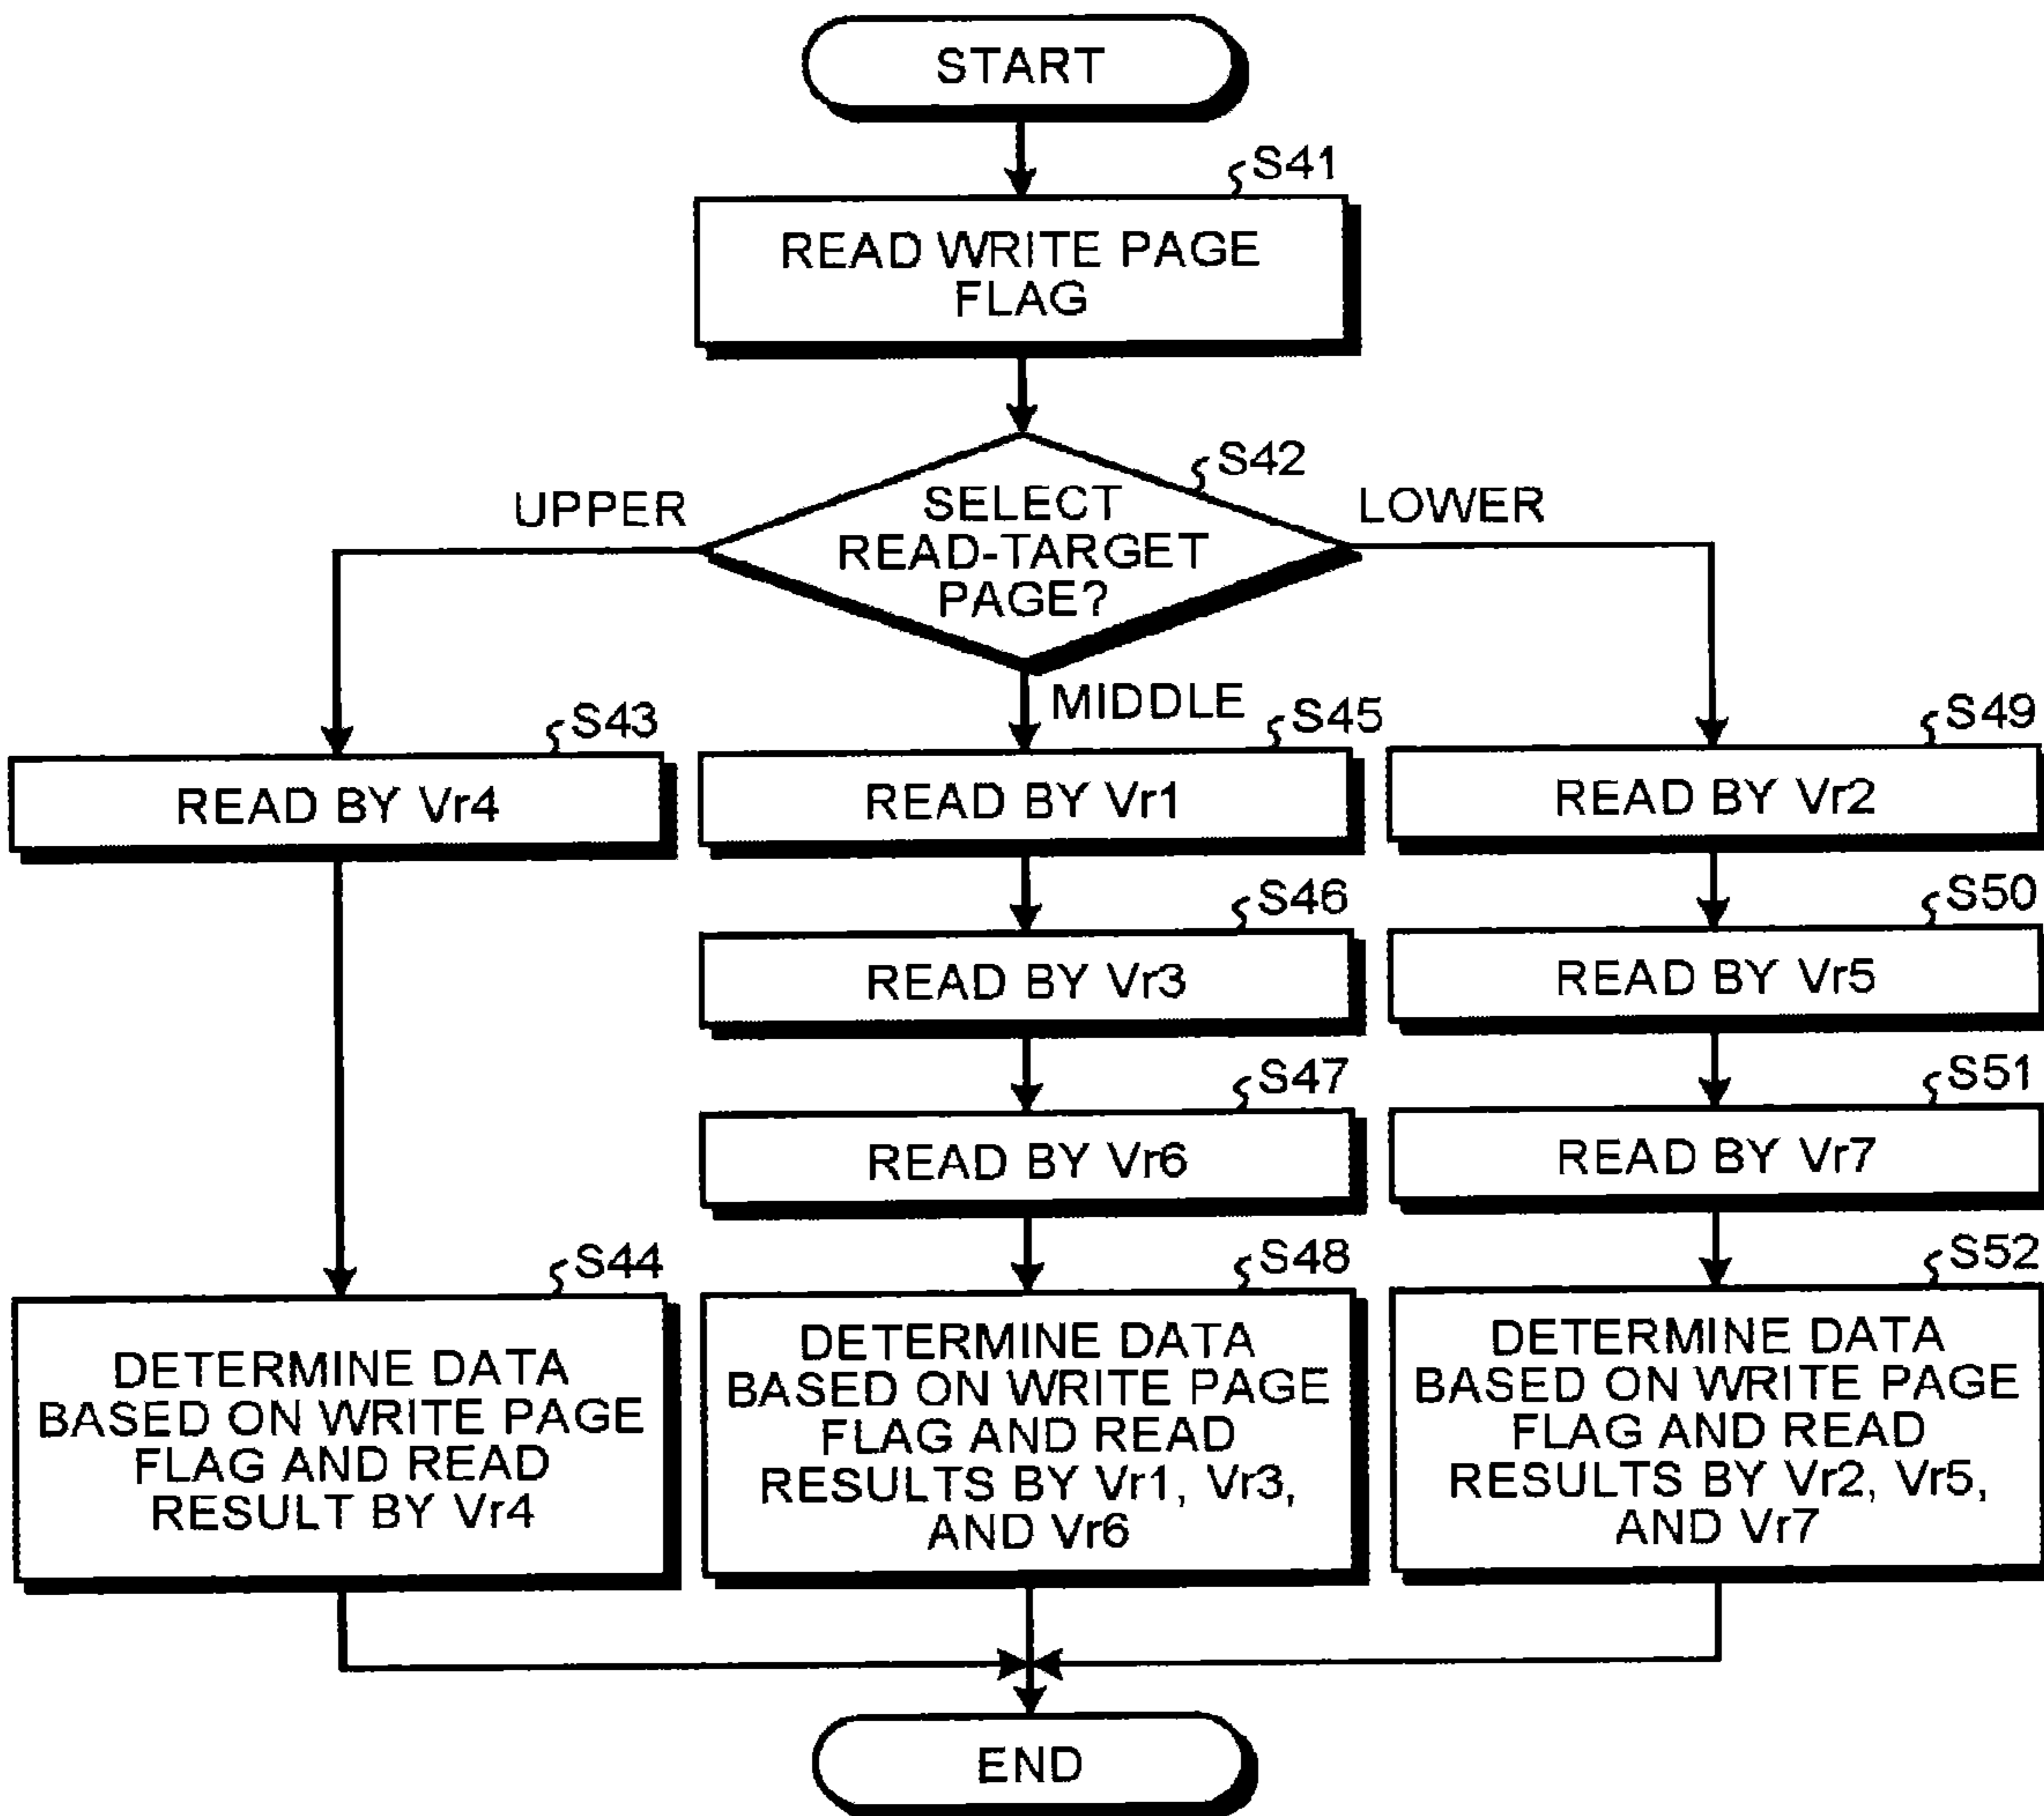 START
S41
READ WRITE PAGE
FLAG
S42
SELECT
READ-TARGET
PAGE?
UPPER
LOWER
MIDDLE
S43
READ BY Vr4
S44
DETERMINE DATA
BASED ON WRITE PAGE
FLAG AND READ
RESULT BY Vr4
S45
READ BY Vr1
S46
READ BY Vr3
S47
READ BY Vr6
S48
DETERMINE DATA
BASED ON WRITE PAGE
FLAG AND READ
RESULTS BY Vr1, Vr3,
AND Vr6
S49
READ BY Vr2
S50
READ BY Vr5
S51
READ BY Vr7
S52
DETERMINE DATA
BASED ON WRITE PAGE
FLAG AND READ
RESULTS BY Vr2, Vr5,
AND Vr7
END